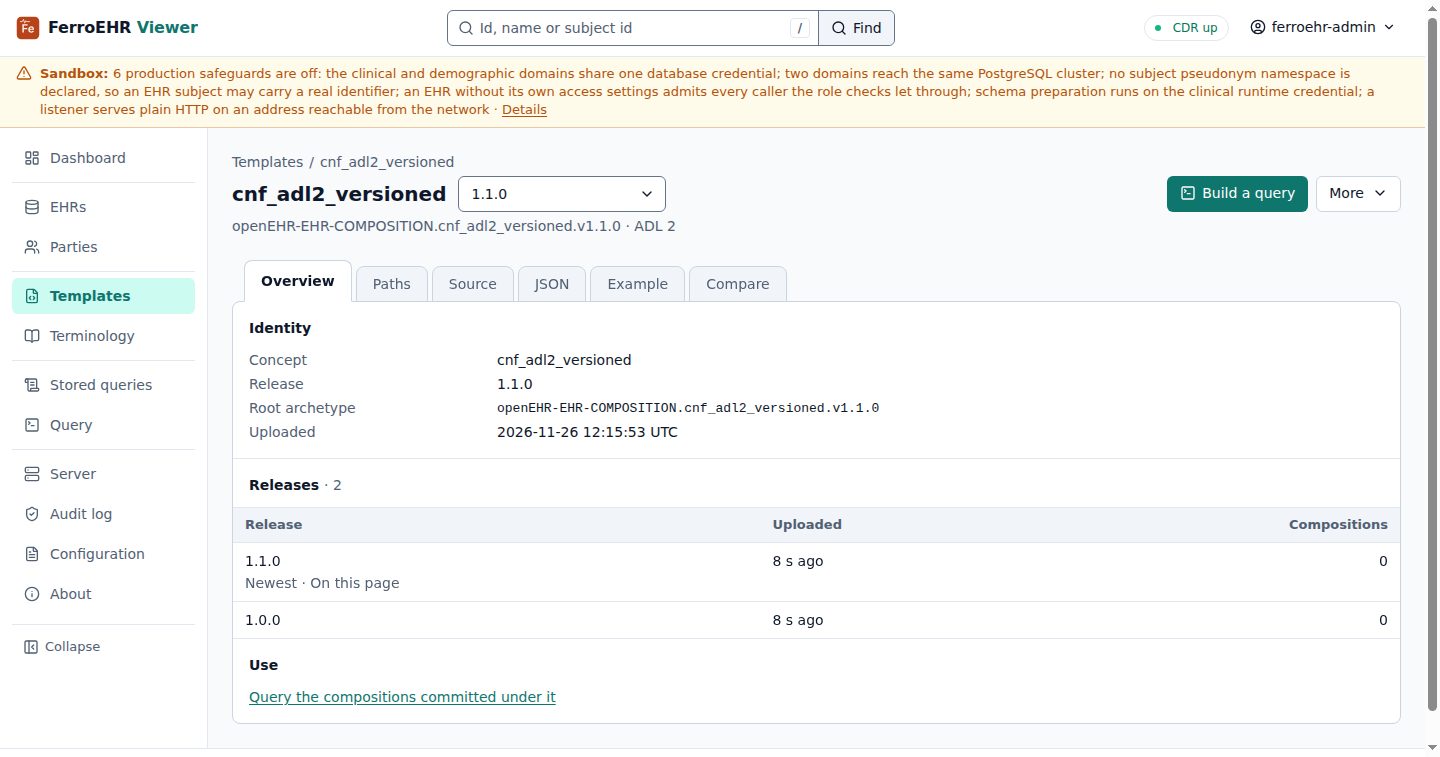 FerroEHR Viewer
Id, name or subject id
/
Find
CDR up
ferroehr-admin
Sandbox: 6 production safeguards are off: the clinical and demographic domains share one database credential; two domains reach the same PostgreSQL cluster; no subject pseudonym namespace is
declared, so an EHR subject may carry a real identifier; an EHR without its own access settings admits every caller the role checks let through; schema preparation runs on the clinical runtime credential; a
listener serves plain HTTP on an address reachable from the network · Details
Dashboard
EHRs
Parties
Templates
Terminology
Stored queries
Query
Server
Audit log
Configuration
About
Collapse
Templates / cnf_adl2_versioned
cnf_adl2_versioned
1.1.0
Build a query
More
openEHR-EHR-COMPOSITION.cnf_adl2_versioned.v1.1.0 · ADL 2
Overview
Paths
Source
JSON
Example
Compare
Identity
Concept cnf_adl2_versioned
Release 1.1.0
Root archetype openEHR-EHR-COMPOSITION.cnf_adl2_versioned.v1.1.0
Uploaded 2026-11-26 12:15:53 UTC
Releases · 2
Release Uploaded Compositions
1.1.0 8 s ago 0
Newest · On this page
1.0.0 8 s ago 0
Use
Query the compositions committed under it